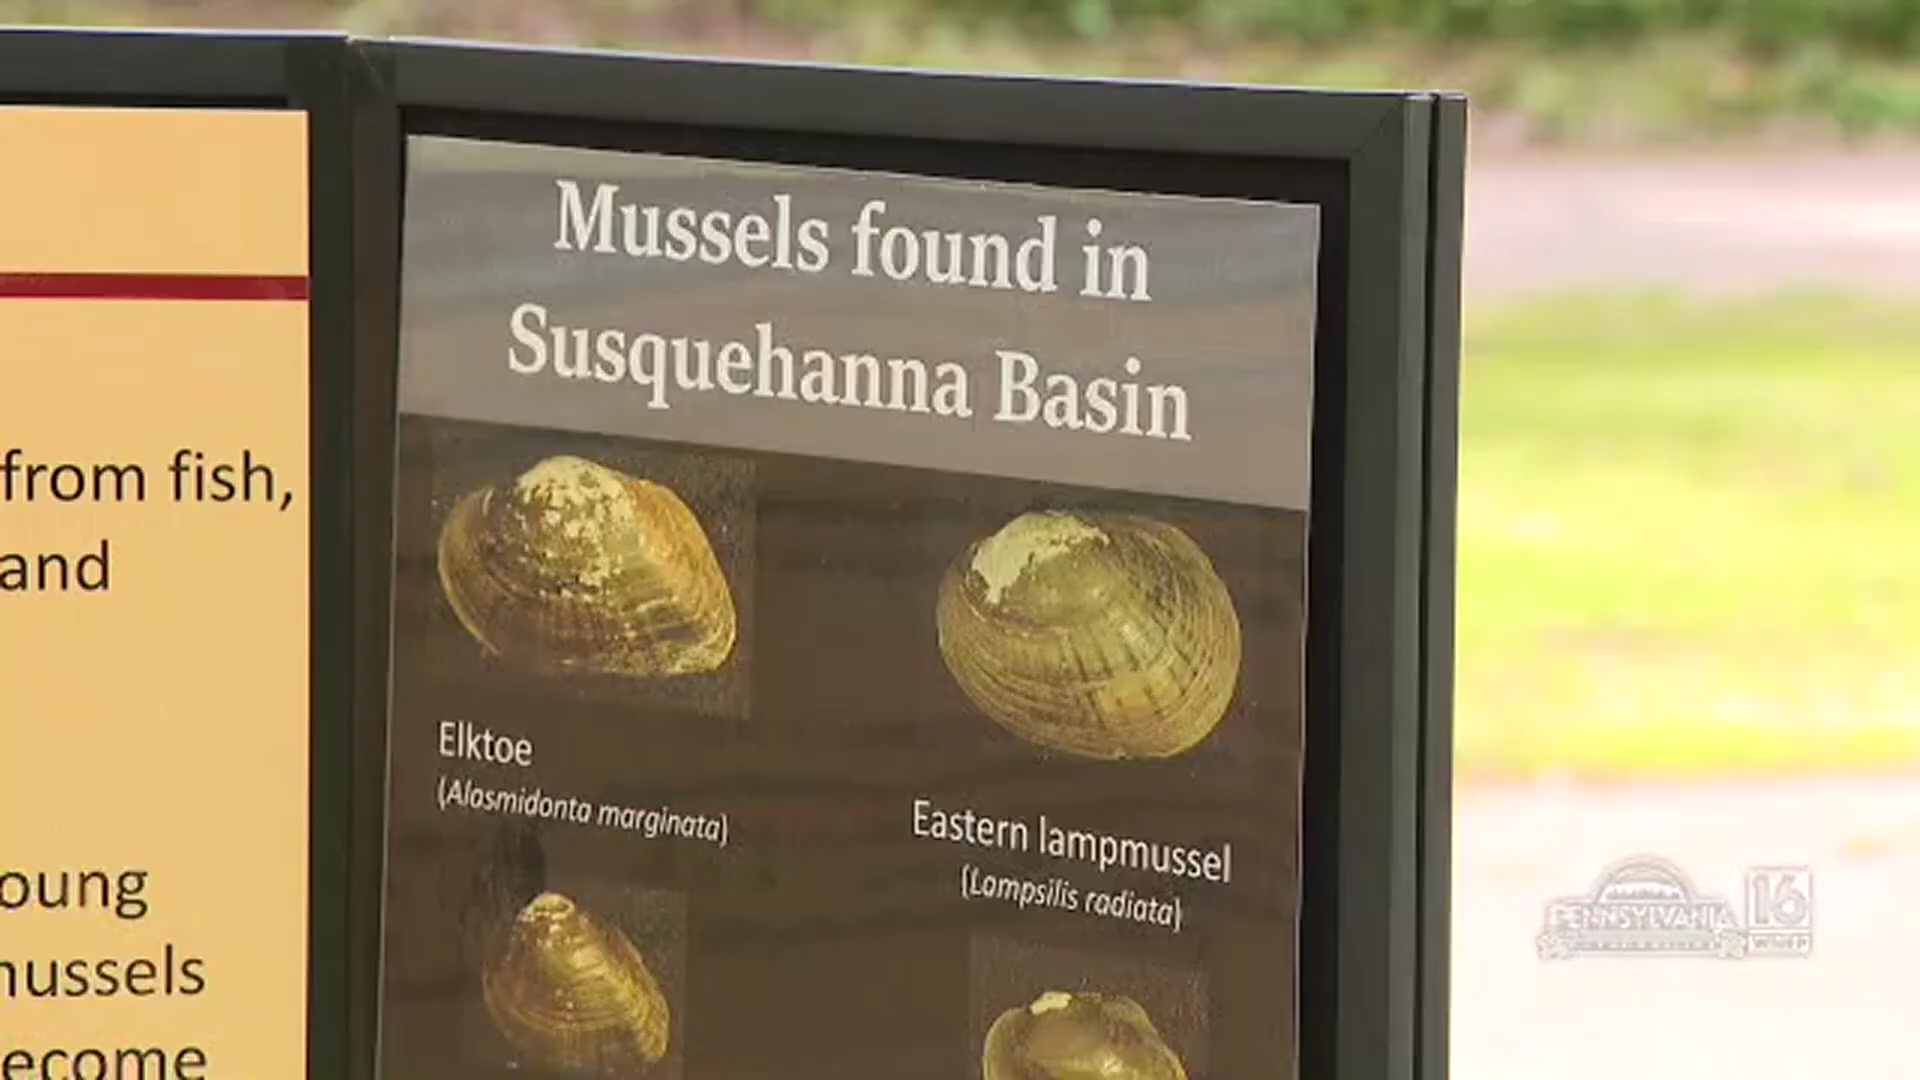 from fish,
and
oung
mussels
ecome
Mussels found in
Susquehanna Basin
Elktoe
(Alasmidonta marginata)
Eastern lampmussel
(Lampsilis radiata)
PENNSYLVANIA
16
WNEP